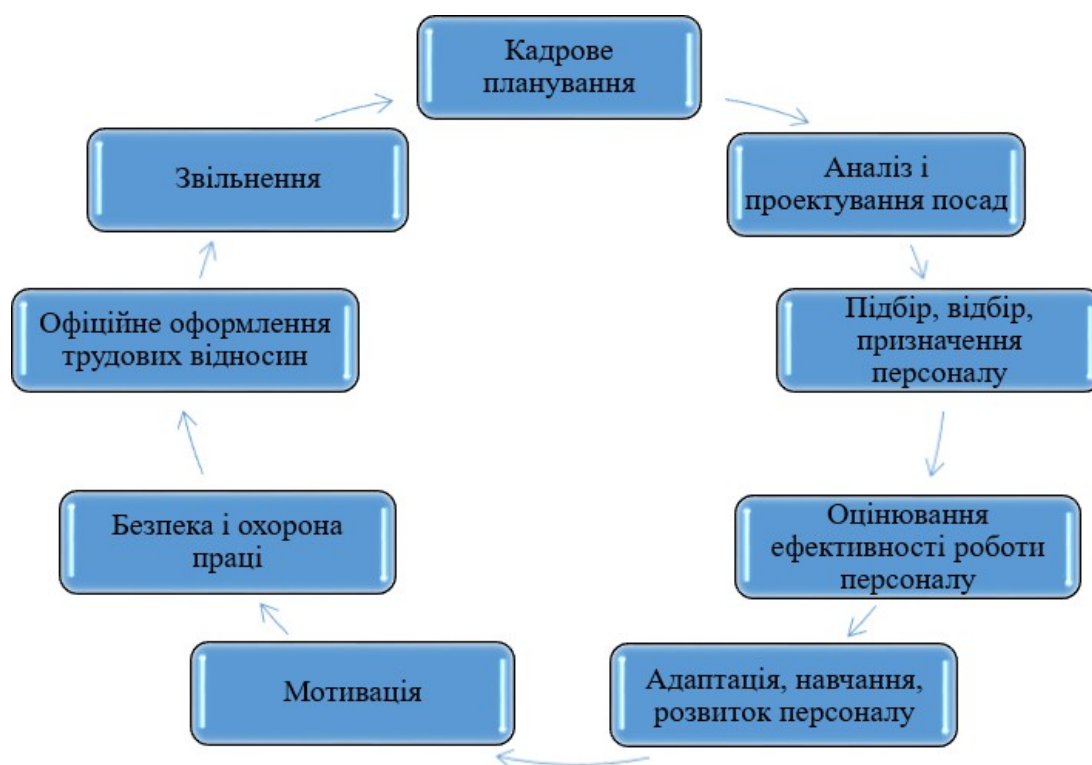 Кадрове
планування
Аналіз і
проектування посад
Підбір, відбір,
призначення
персоналу
Оцінювання
ефективності роботи
персоналу
Адаптація, навчання,
розвиток персоналу
Мотивація
Безпека і охорона
праці
Офіційне оформлення
трудових відносин
Звільнення